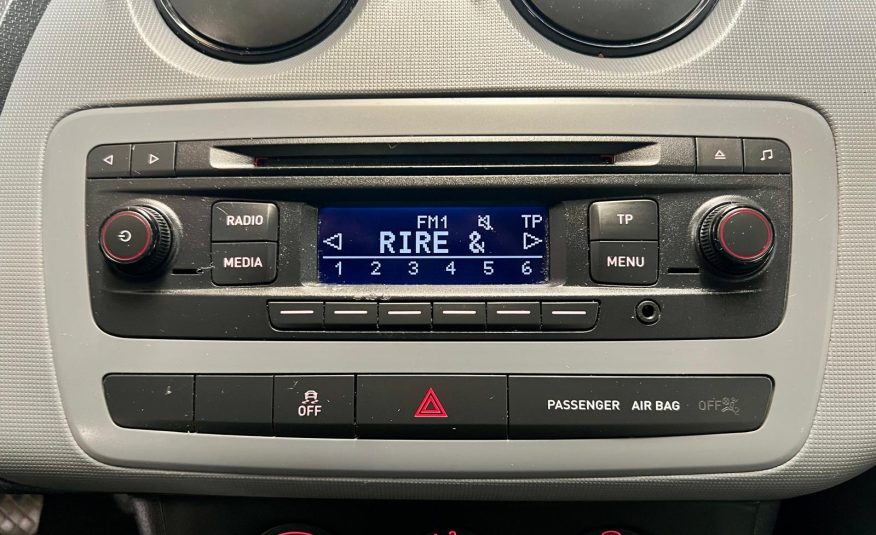 RADIO
MEDIA
FM1 TP
RIRE &
1 2 3 4 5 6
TP
MENU
OFF
PASSENGER AIR BAG OFF